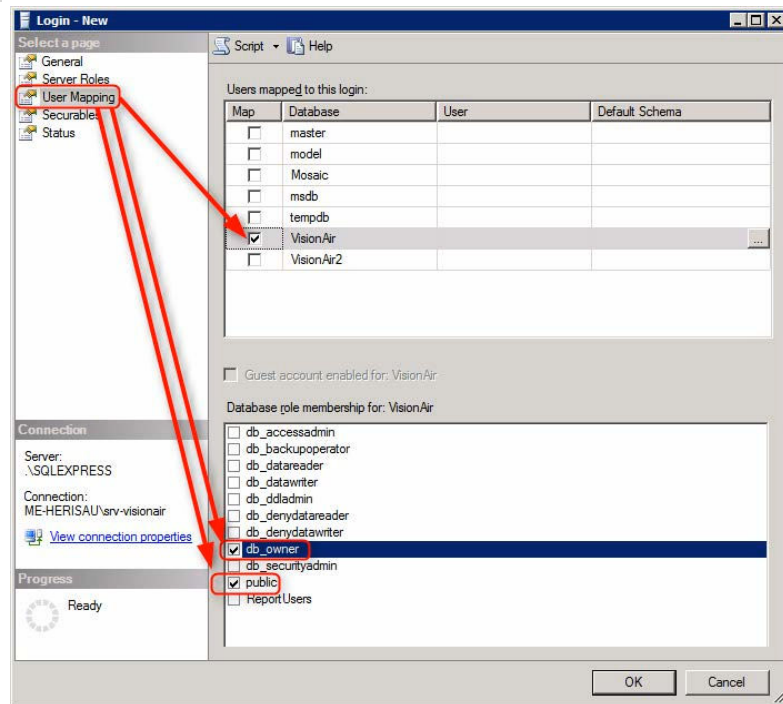 Login - New
Select a page
General
Server Roles
User Mapping
Securables
Status
Script
Help
Users mapped to this login:
Map Database User Default Schema
master
model
Mosaic
msdb
tempdb
VisionAir
...
VisionAir2
Guest account enabled for: VisionAir
Database role membership for: VisionAir
db_accessadmin
db_backupoperator
db_datareader
db_datawriter
db_ddladmin
db_denydatareader
db_denydatawriter
db_owner
db_securityadmin
public
ReportUsers
Connection
Server:
.\SQLEXPRESS
Connection:
ME-HERISAU\srv-visionair
View connection properties
Progress
Ready
OK Cancel